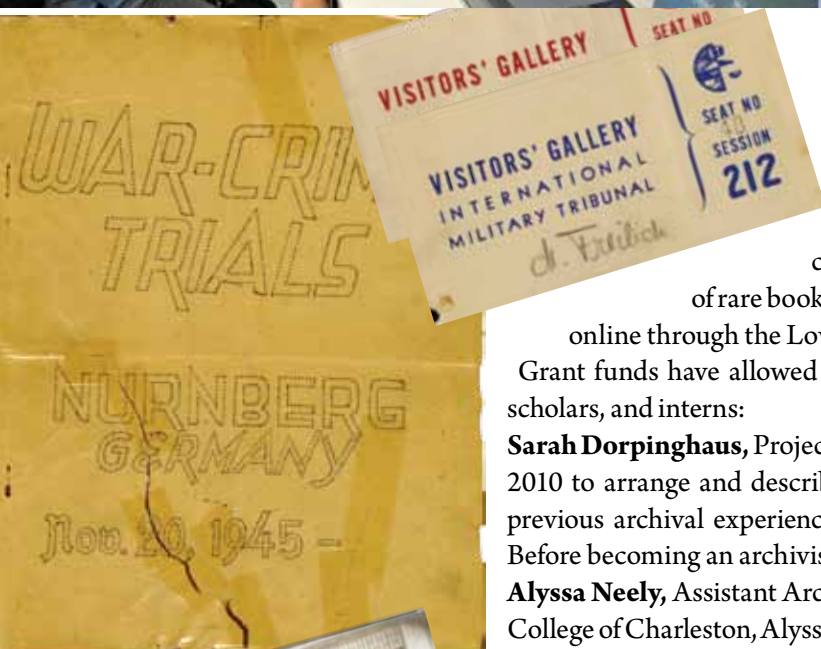 WAR-CRIM
TRIALS
NURNBERG
GERMANY
Nov. 20, 1945 –
VISITORS' GALLERY
SEAT NO
VISITORS' GALLERY
INTERNATIONAL
MILITARY TRIBUNAL
SEAT NO
40
SESSION
212
c
of rare book
online through the Lov
Grant funds have allowed
scholars, and interns:
Sarah Dorpinghaus, Projec
2010 to arrange and describ
previous archival experienc
Before becoming an archivis
Alyssa Neely, Assistant Arc
College of Charleston, Alyss